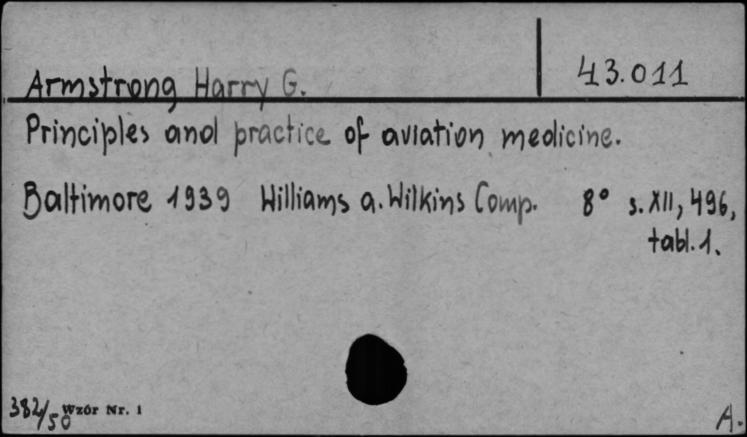 Armstrong Harry G. 43.011
Principles and practice of aviation medicine.
Baltimore 1939 Williams a. Wilkins Comp. 8° s. XII, 496,
tabl. 1.
382/50 Wzór Nr. 1 A.